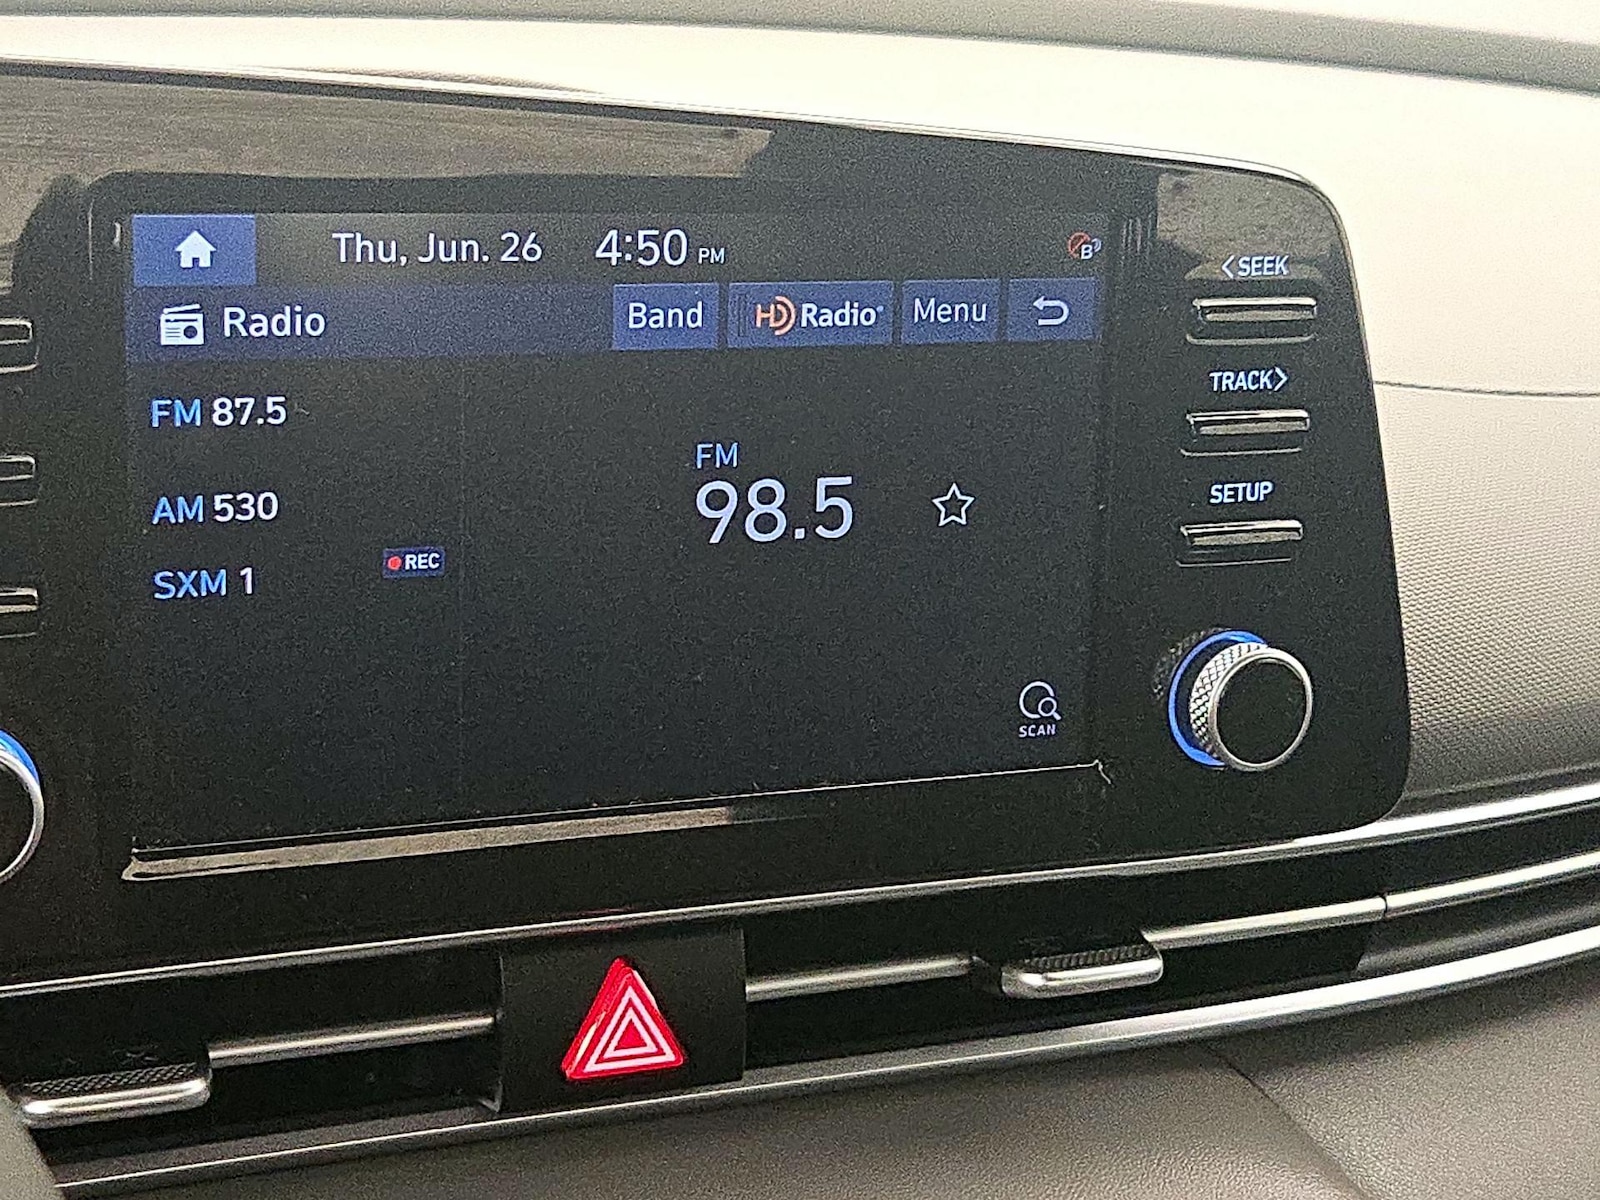 Thu, Jun. 26 4:50 PM
B
<SEEK
Radio Band HD Radio Menu
TRACK>
FM 87.5
FM
98.5
AM 530
SETUP
REC
SXM 1
SCAN